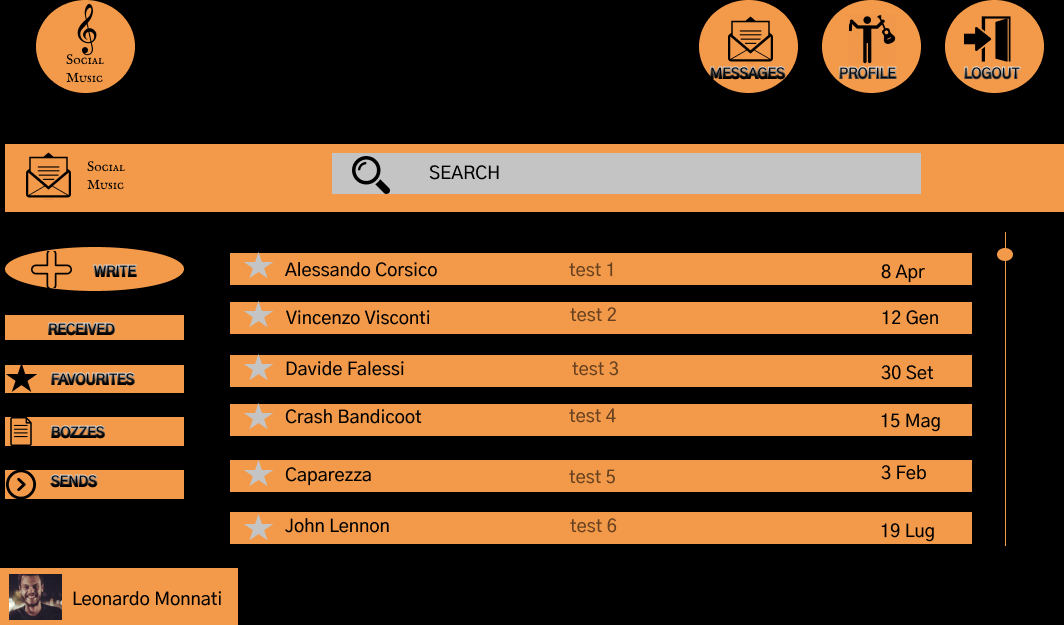 Social
Music
MESSAGES
PROFILE
LOGOUT
Social
Music
SEARCH
WRITE
RECEIVED
FAVOURITES
BOZZES
SENDS
Alessando Corsico test 1 8 Apr
Vincenzo Visconti test 2 12 Gen
Davide Falessi test 3 30 Set
Crash Bandicoot test 4 15 Mag
Caparezza test 5 3 Feb
John Lennon test 6 19 Lug
Leonardo Monnati